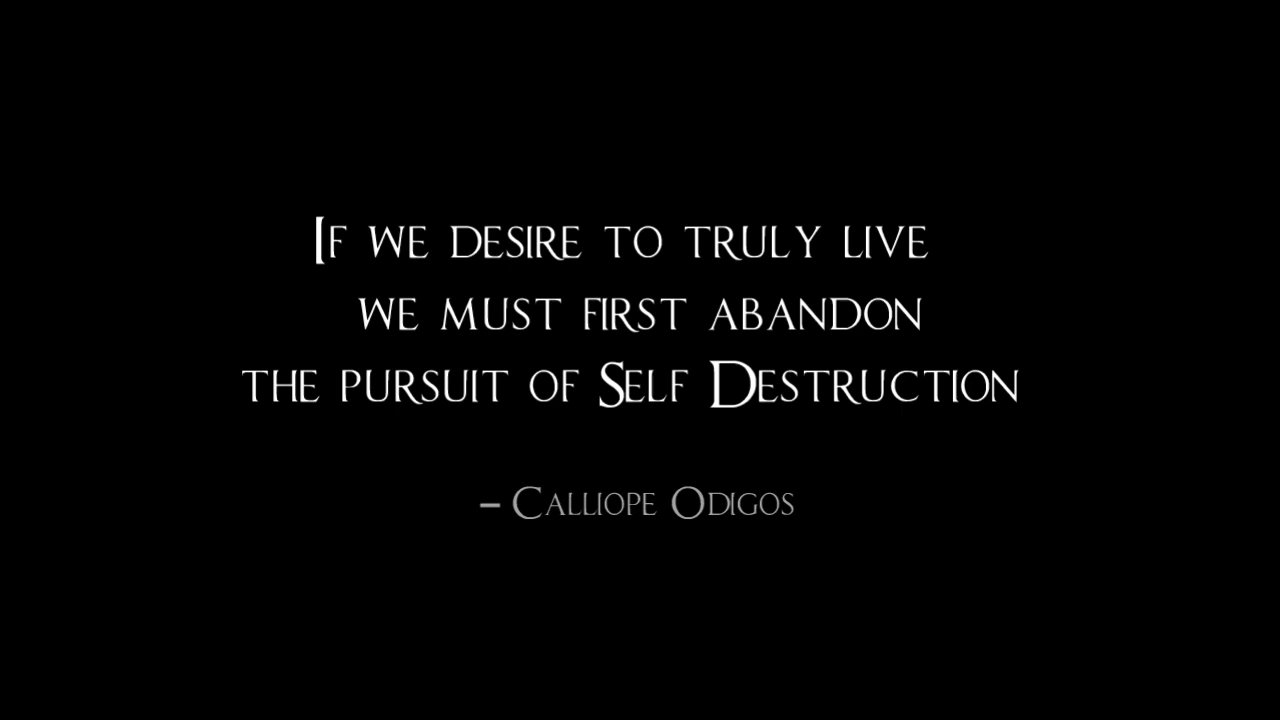 If we desire to truly live
we must first abandon
the pursuit of Self Destruction
– Calliope Odigos